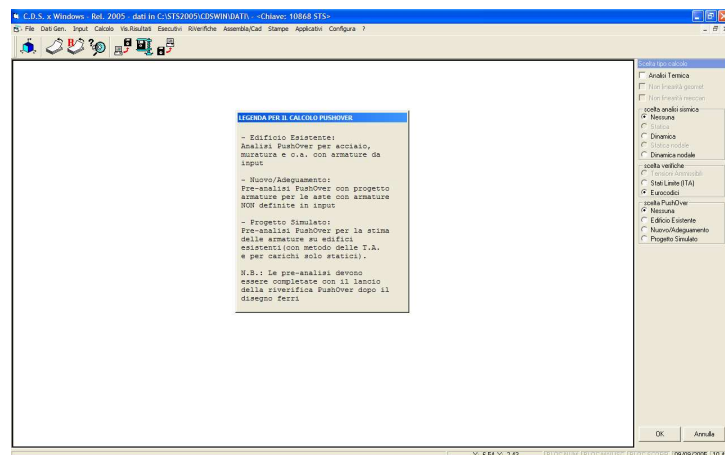 C.D.S. x Windows - Rel. 2005 - dati in C:\STS2005\CDSWIN\DATI\ - <Chiave: 10868 STS>
File Dati Gen. Input Calcolo Vis.Risultati Esecutivi RiVerifiche Assembla/Cad Stampe Applicativi Configura ?
Scelta tipo calcolo
Analisi Termica
Non linearità geomet
Non linearità meccan
scelta analisi sismica
Nessuna
Statica
Dinamica
Statica nodale
Dinamica nodale
scelta verifiche
Tensioni Ammissibili
Stati Limite (ITA)
Eurocodici
scelta PushOver
Nessuna
Edificio Esistente
Nuovo/Adeguamento
Progetto Simulato
LEGENDA PER IL CALCOLO PUSHOVER
- Edificio Esistente:
Analisi PushOver per acciaio,
muratura e c.a. con armature da
input
- Nuovo/Adeguamento:
Pre-analisi PushOver con progetto
armature per le aste con armature
NON definite in input
- Progetto Simulato:
Pre-analisi PushOver per la stima
delle armature su edifici
esistenti(con metodo delle T.A.
e per carichi solo statici).
N.B.: Le pre-analisi devono
essere completate con il lancio
della riverifica PushOver dopo il
disegno ferri
OK Annulla
09/09/2005